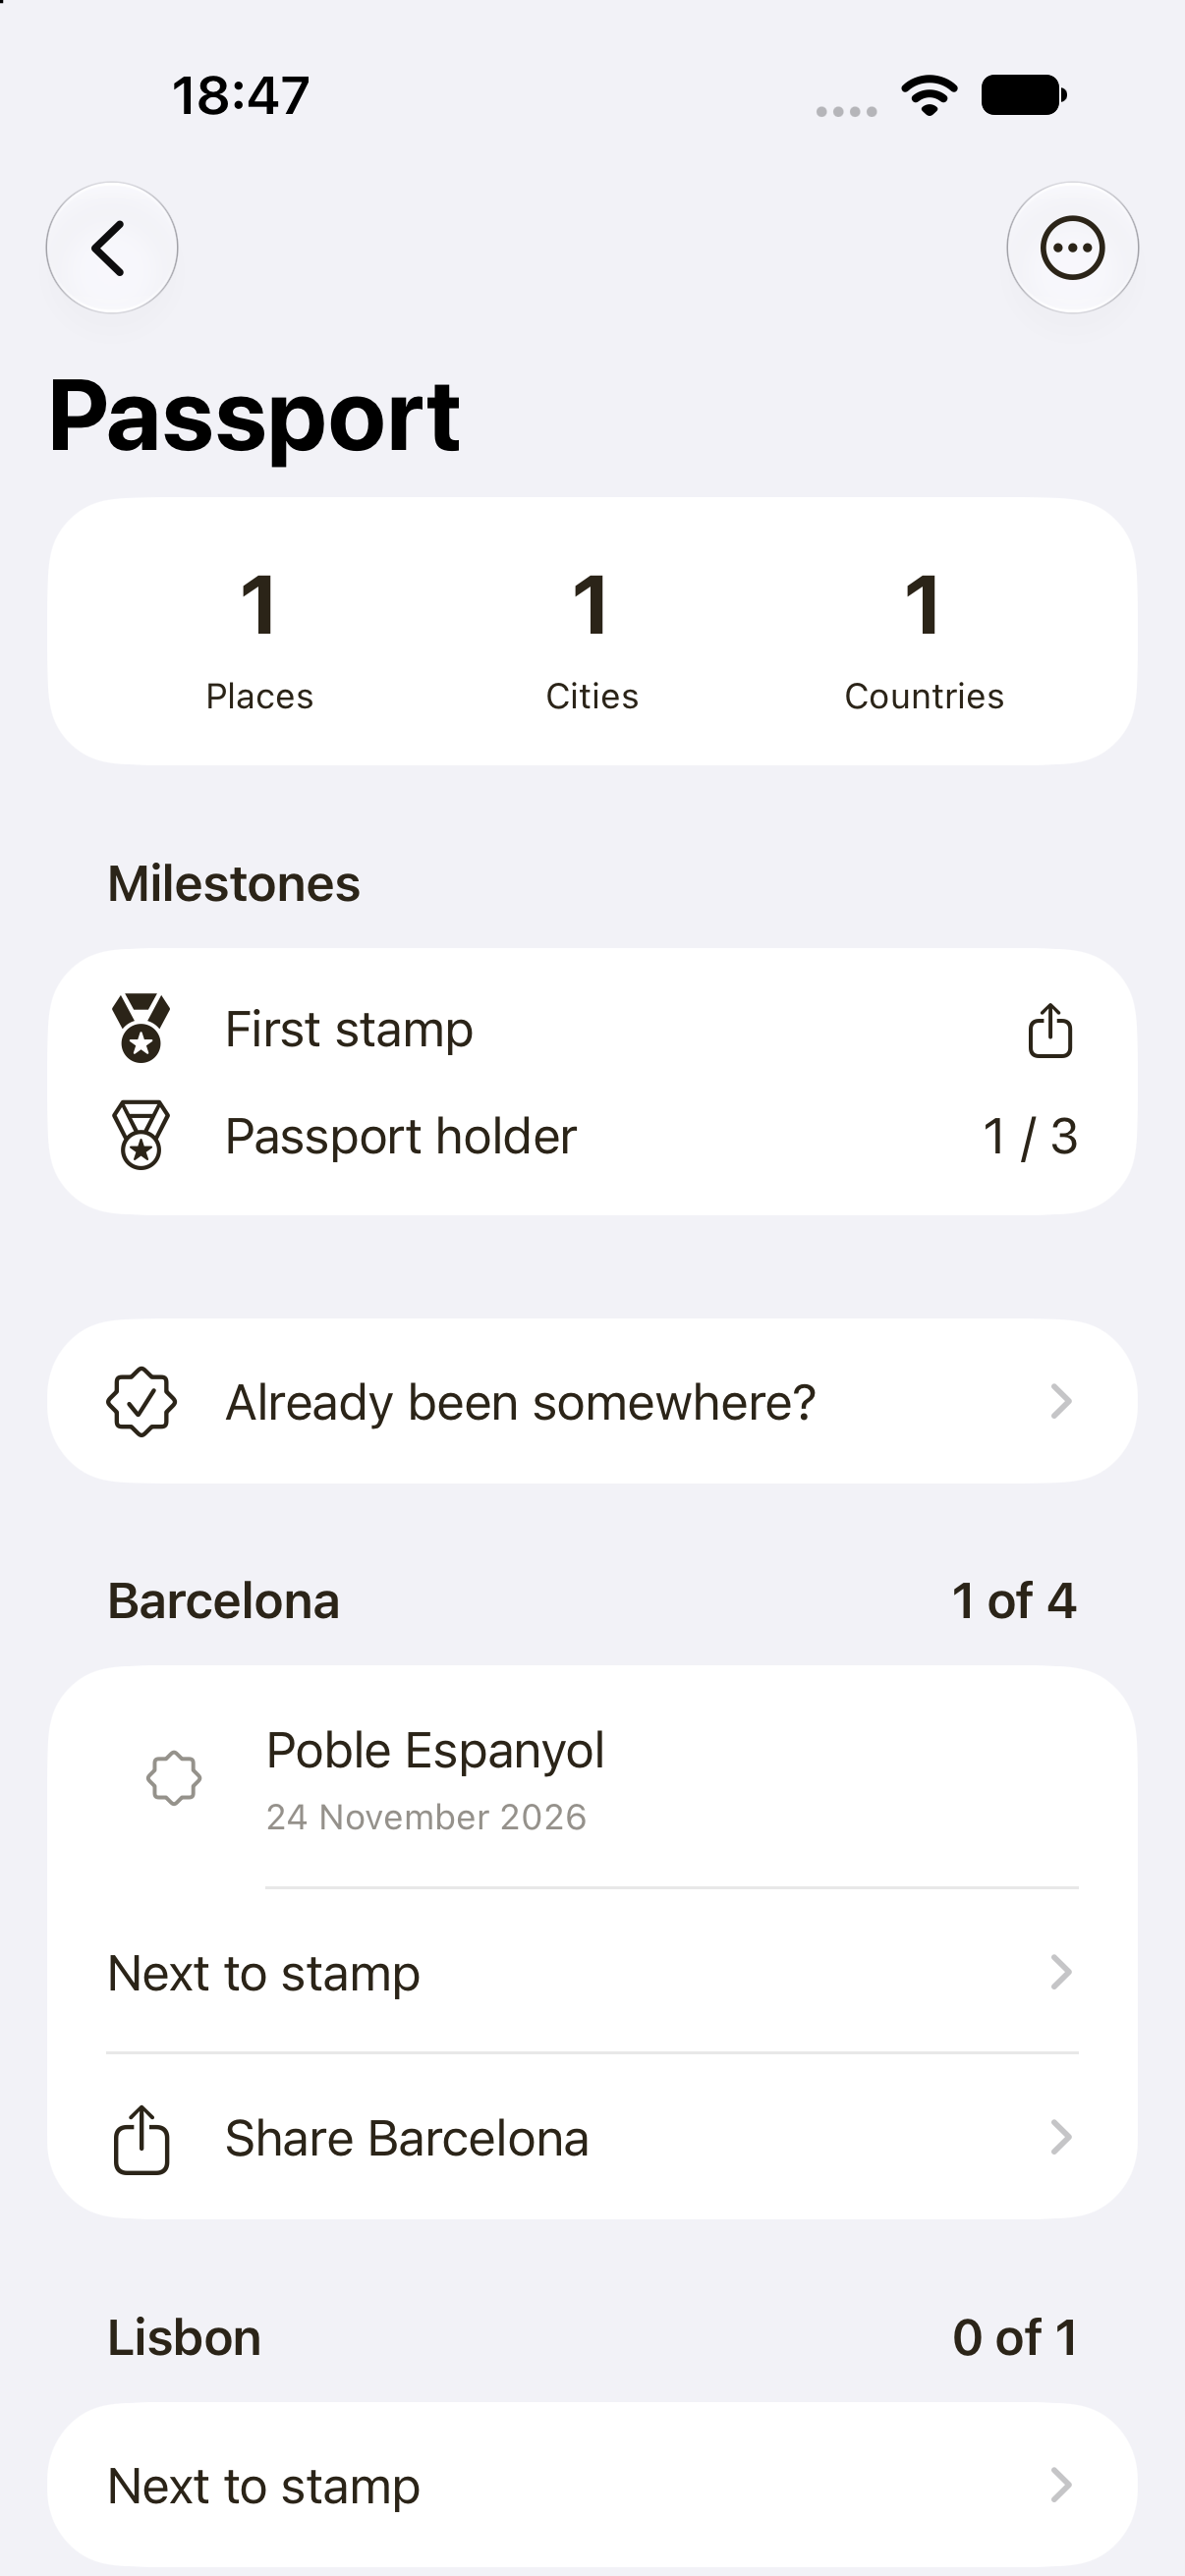 18:47
Passport
1 1 1
Places Cities Countries
Milestones
First stamp
Passport holder 1 / 3
Already been somewhere?
Barcelona 1 of 4
Poble Espanyol
24 November 2026
Next to stamp
Share Barcelona
Lisbon 0 of 1
Next to stamp